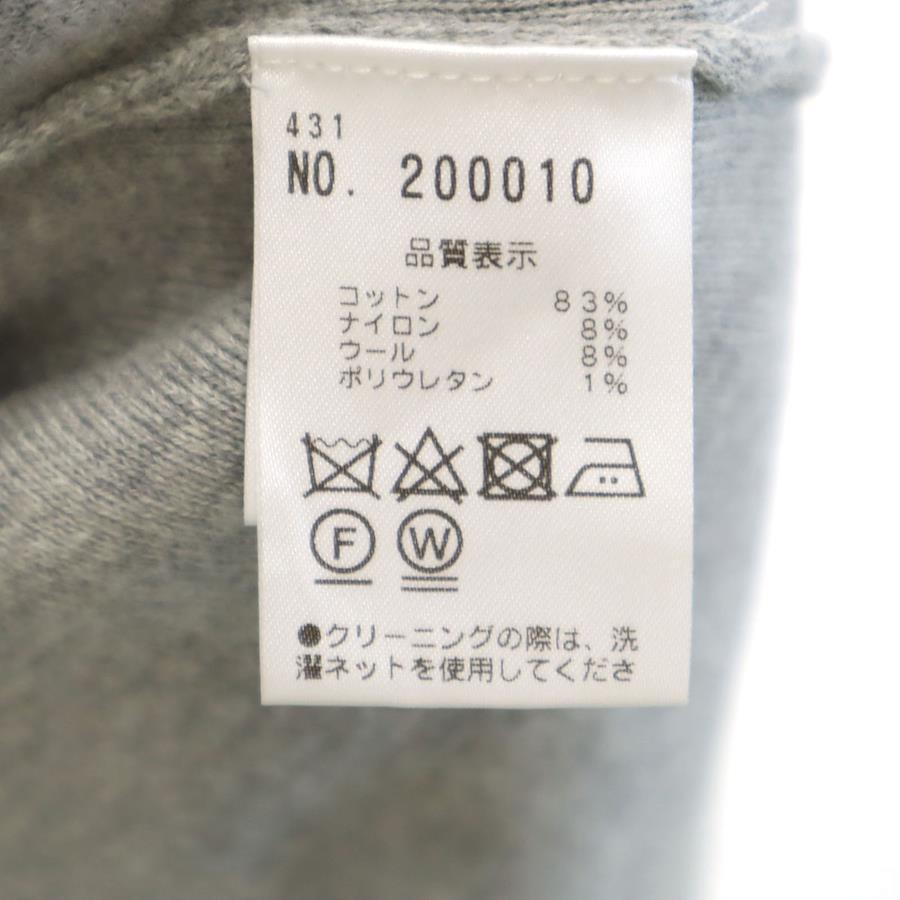 431
NO. 200010
品質表示
コットン 83%
ナイロン 8%
ウール 8%
ポリウレタン 1%
F W
●クリーニングの際は、洗
濯ネットを使用してくださ